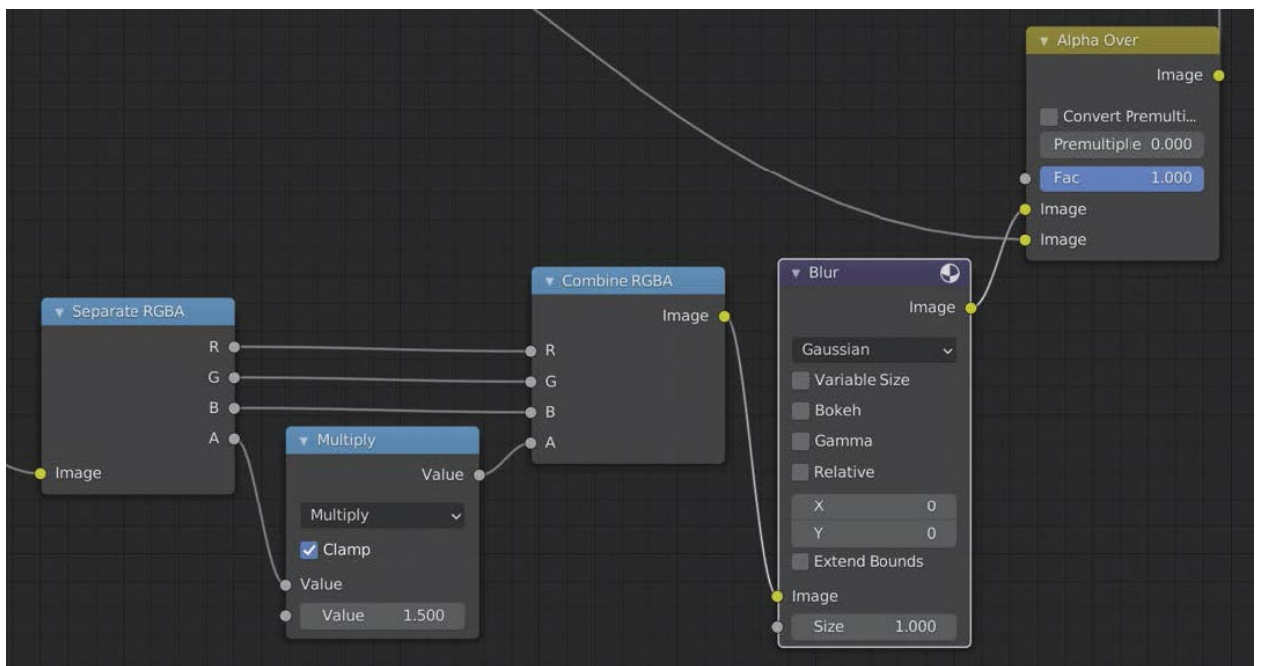 Alpha Over
Image
Convert Premulti...
Premultiple 0.000
Fac 1.000
Image
Image
Separate RGBA
R
G
B
A
Image
Multiply
Value
Multiply
Clamp
Value
Value 1.500
Combine RGBA
Image
R
G
B
A
Blur
Image
Gaussian
Variable Size
Bokeh
Gamma
Relative
X 0
Y 0
Extend Bounds
Image
Size 1.000